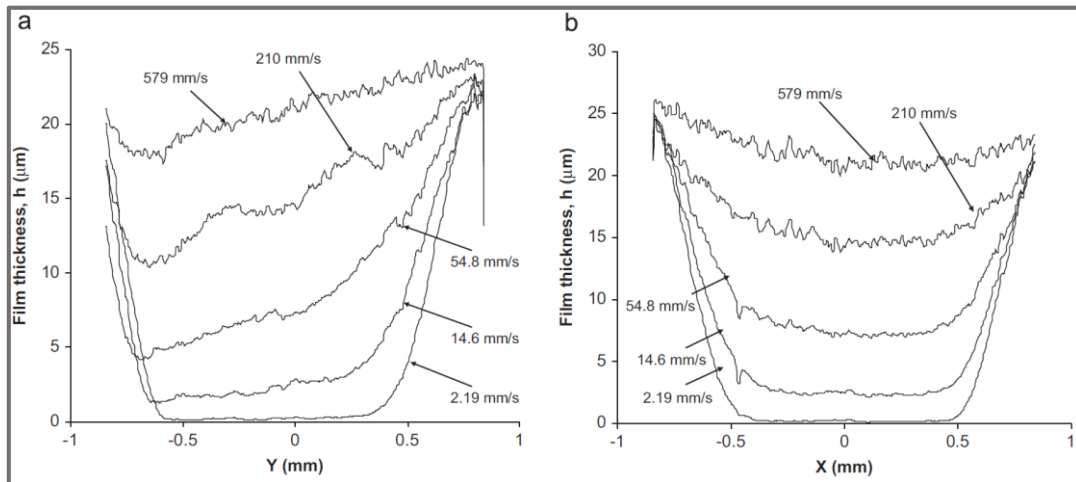 a
25
20
15
10
5
0
-1
-0.5
0
0.5
1
Film thickness, h (μm)
Y (mm)
579 mm/s
210 mm/s
54.8 mm/s
14.6 mm/s
2.19 mm/s
b
30
25
20
15
10
5
0
-1
-0.5
0
0.5
1
Film thickness, h (μm)
X (mm)
579 mm/s
210 mm/s
54.8 mm/s
14.6 mm/s
2.19 mm/s